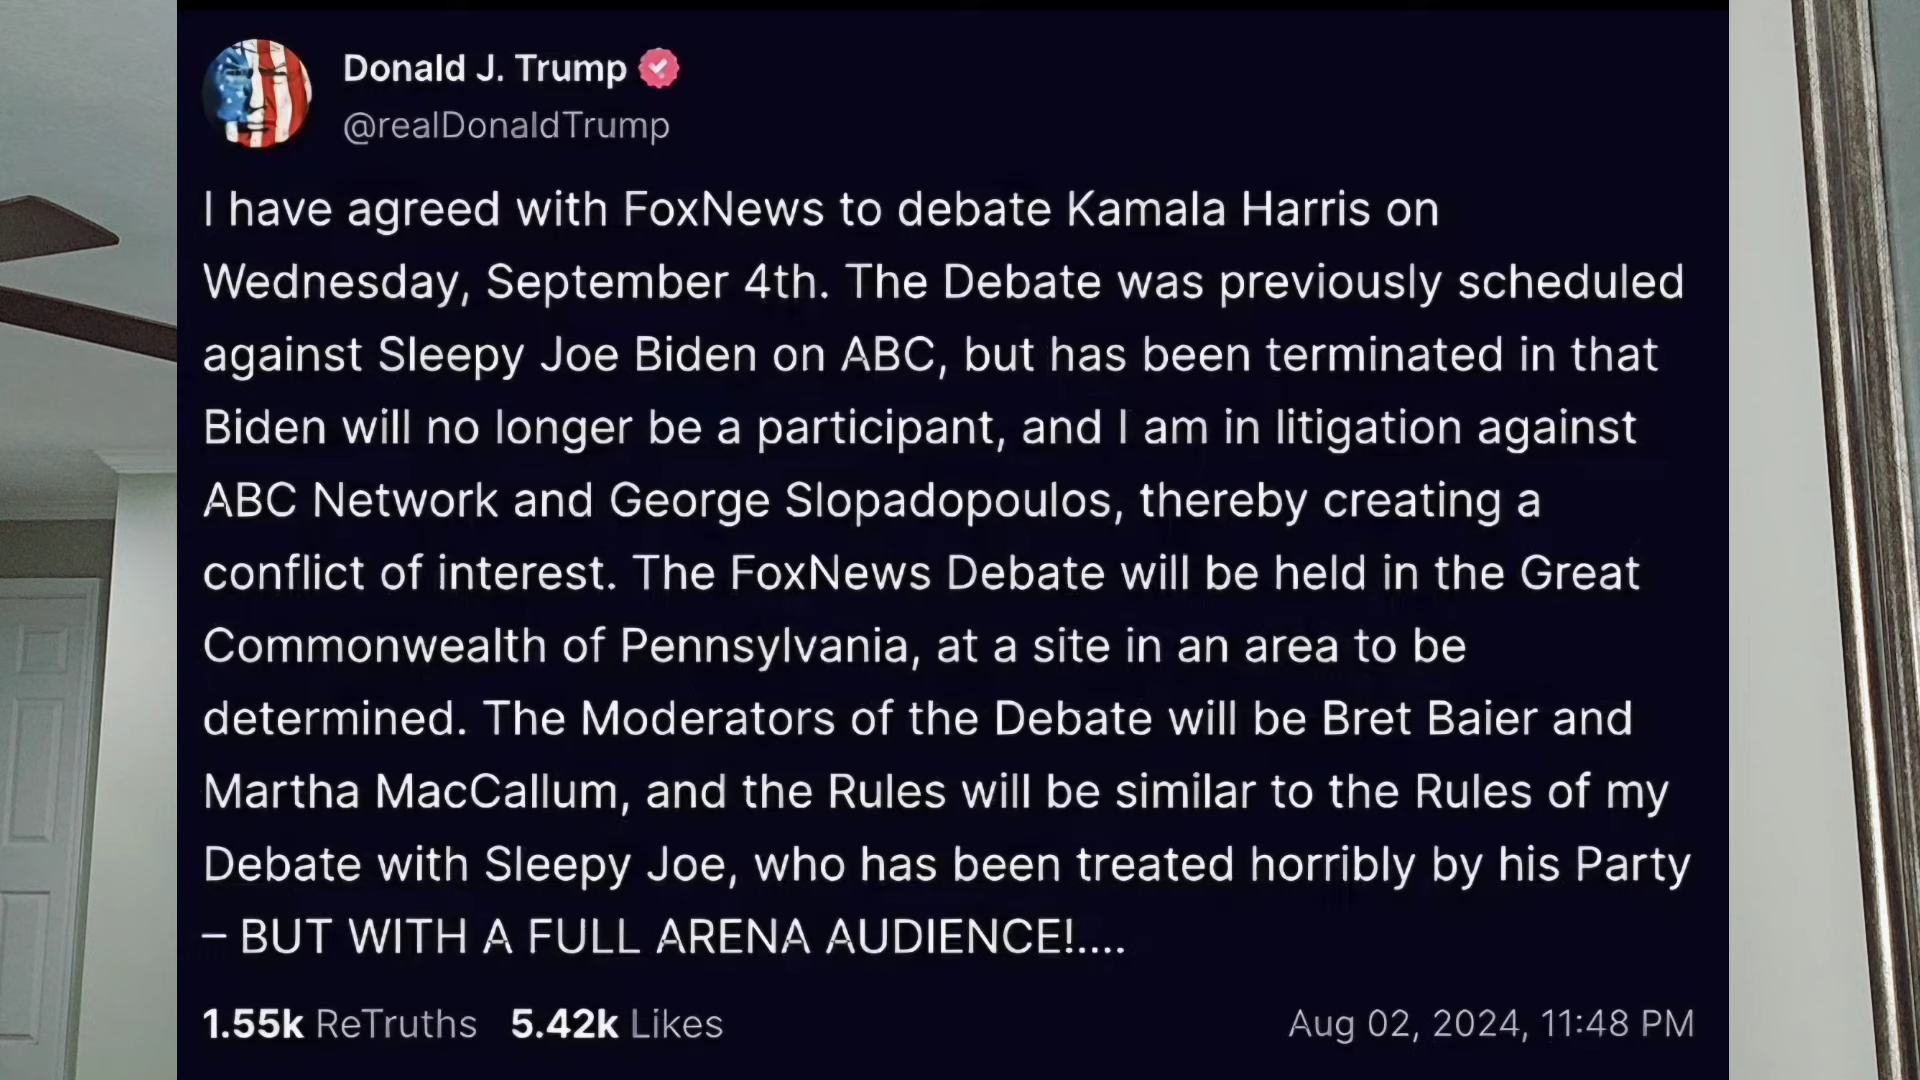 Donald J. Trump
@realDonaldTrump
I have agreed with FoxNews to debate Kamala Harris on
Wednesday, September 4th. The Debate was previously scheduled
against Sleepy Joe Biden on ABC, but has been terminated in that
Biden will no longer be a participant, and I am in litigation against
ABC Network and George Slopadopoulos, thereby creating a
conflict of interest. The FoxNews Debate will be held in the Great
Commonwealth of Pennsylvania, at a site in an area to be
determined. The Moderators of the Debate will be Bret Baier and
Martha MacCallum, and the Rules will be similar to the Rules of my
Debate with Sleepy Joe, who has been treated horribly by his Party
– BUT WITH A FULL ARENA AUDIENCE!....
1.55k ReTruths 5.42k Likes Aug 02, 2024, 11:48 PM